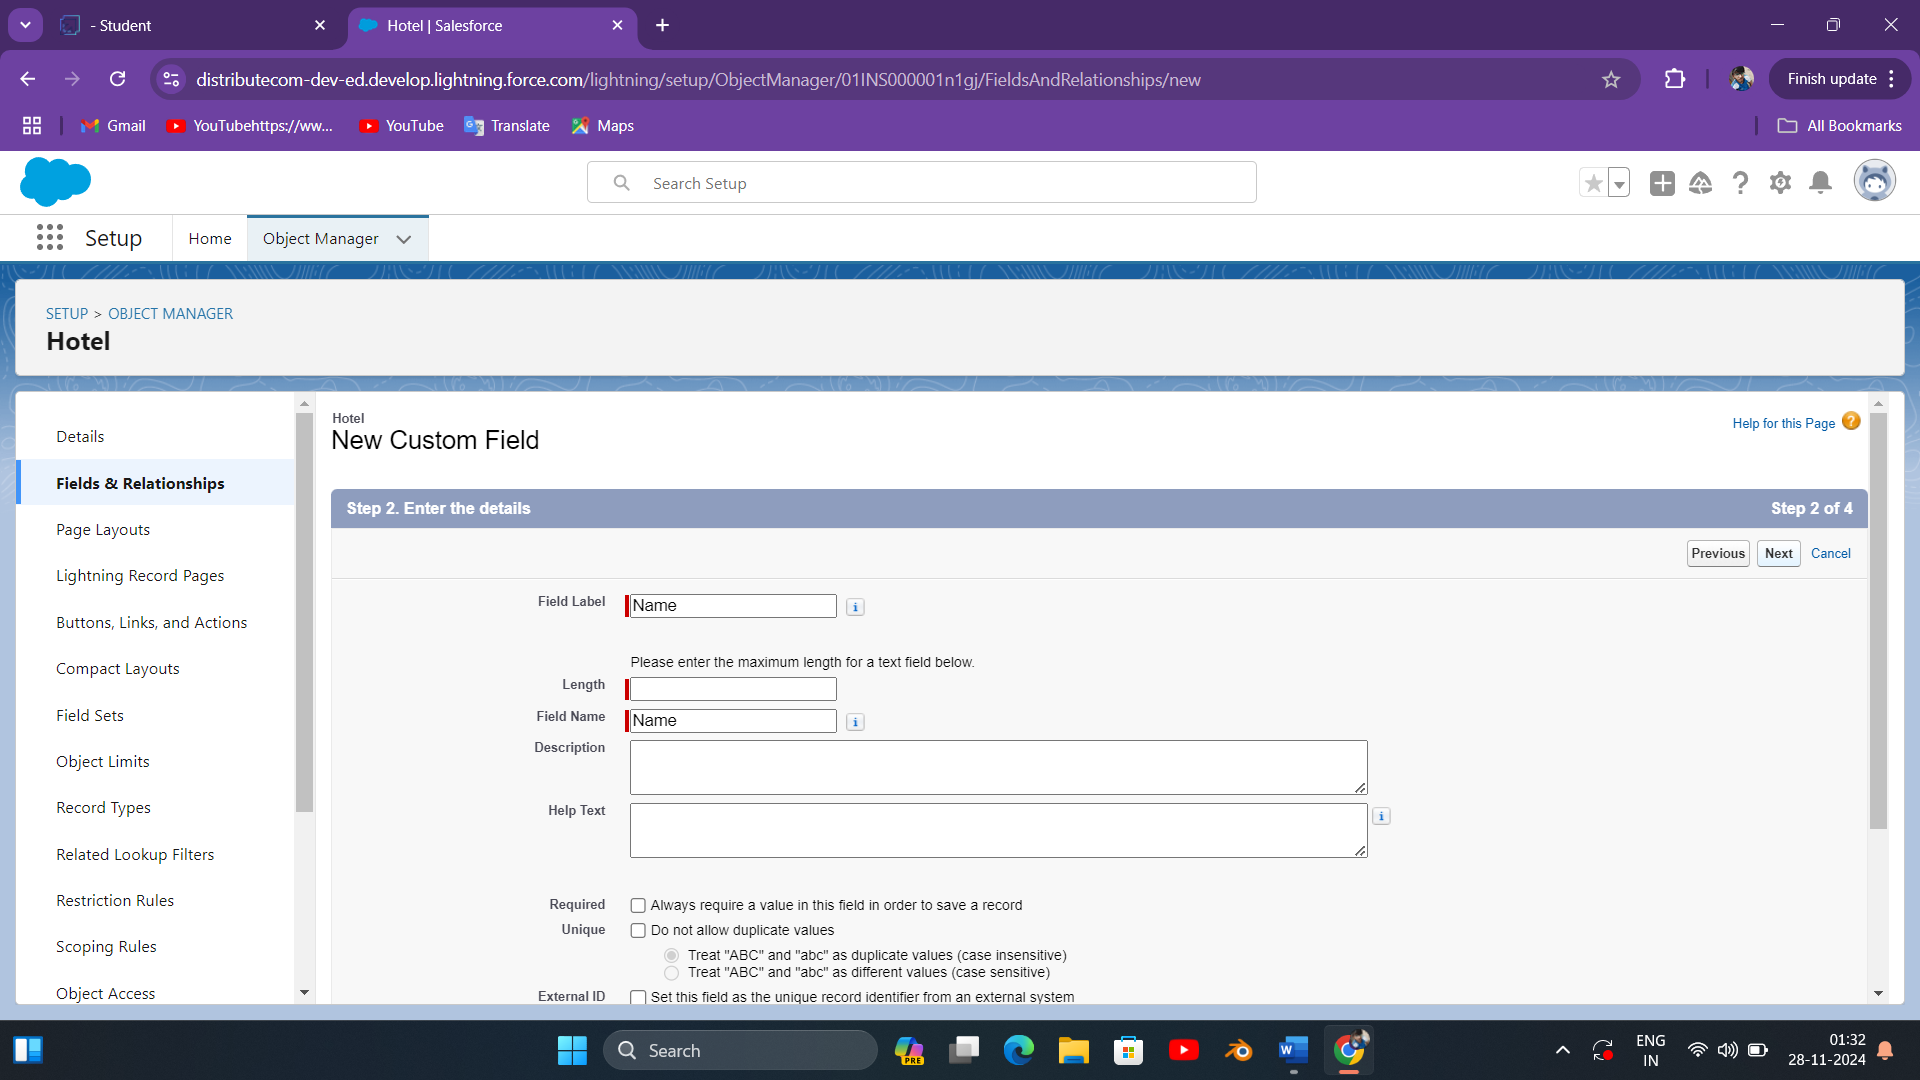 - Student
Hotel | Salesforce
distributecom-dev-ed.develop.lightning.force.com/lightning/setup/ObjectManager/01INS000001n1gj/FieldsAndRelationships/new
Finish update
Gmail
YouTubehttps://ww...
YouTube
Translate
Maps
All Bookmarks
Search Setup
Setup
Home
Object Manager
SETUP > OBJECT MANAGER
Hotel
Details
Fields & Relationships
Page Layouts
Lightning Record Pages
Buttons, Links, and Actions
Compact Layouts
Field Sets
Object Limits
Record Types
Related Lookup Filters
Restriction Rules
Scoping Rules
Object Access
Hotel
New Custom Field
Help for this Page
Step 2. Enter the details
Step 2 of 4
Previous
Next
Cancel
Field Label
Name
Please enter the maximum length for a text field below.
Length
Field Name
Name
Description
Help Text
Required
Always require a value in this field in order to save a record
Unique
Do not allow duplicate values
Treat "ABC" and "abc" as duplicate values (case insensitive)
Treat "ABC" and "abc" as different values (case sensitive)
External ID
Set this field as the unique record identifier from an external system
Search
PRE
ENG
IN
01:32
28-11-2024